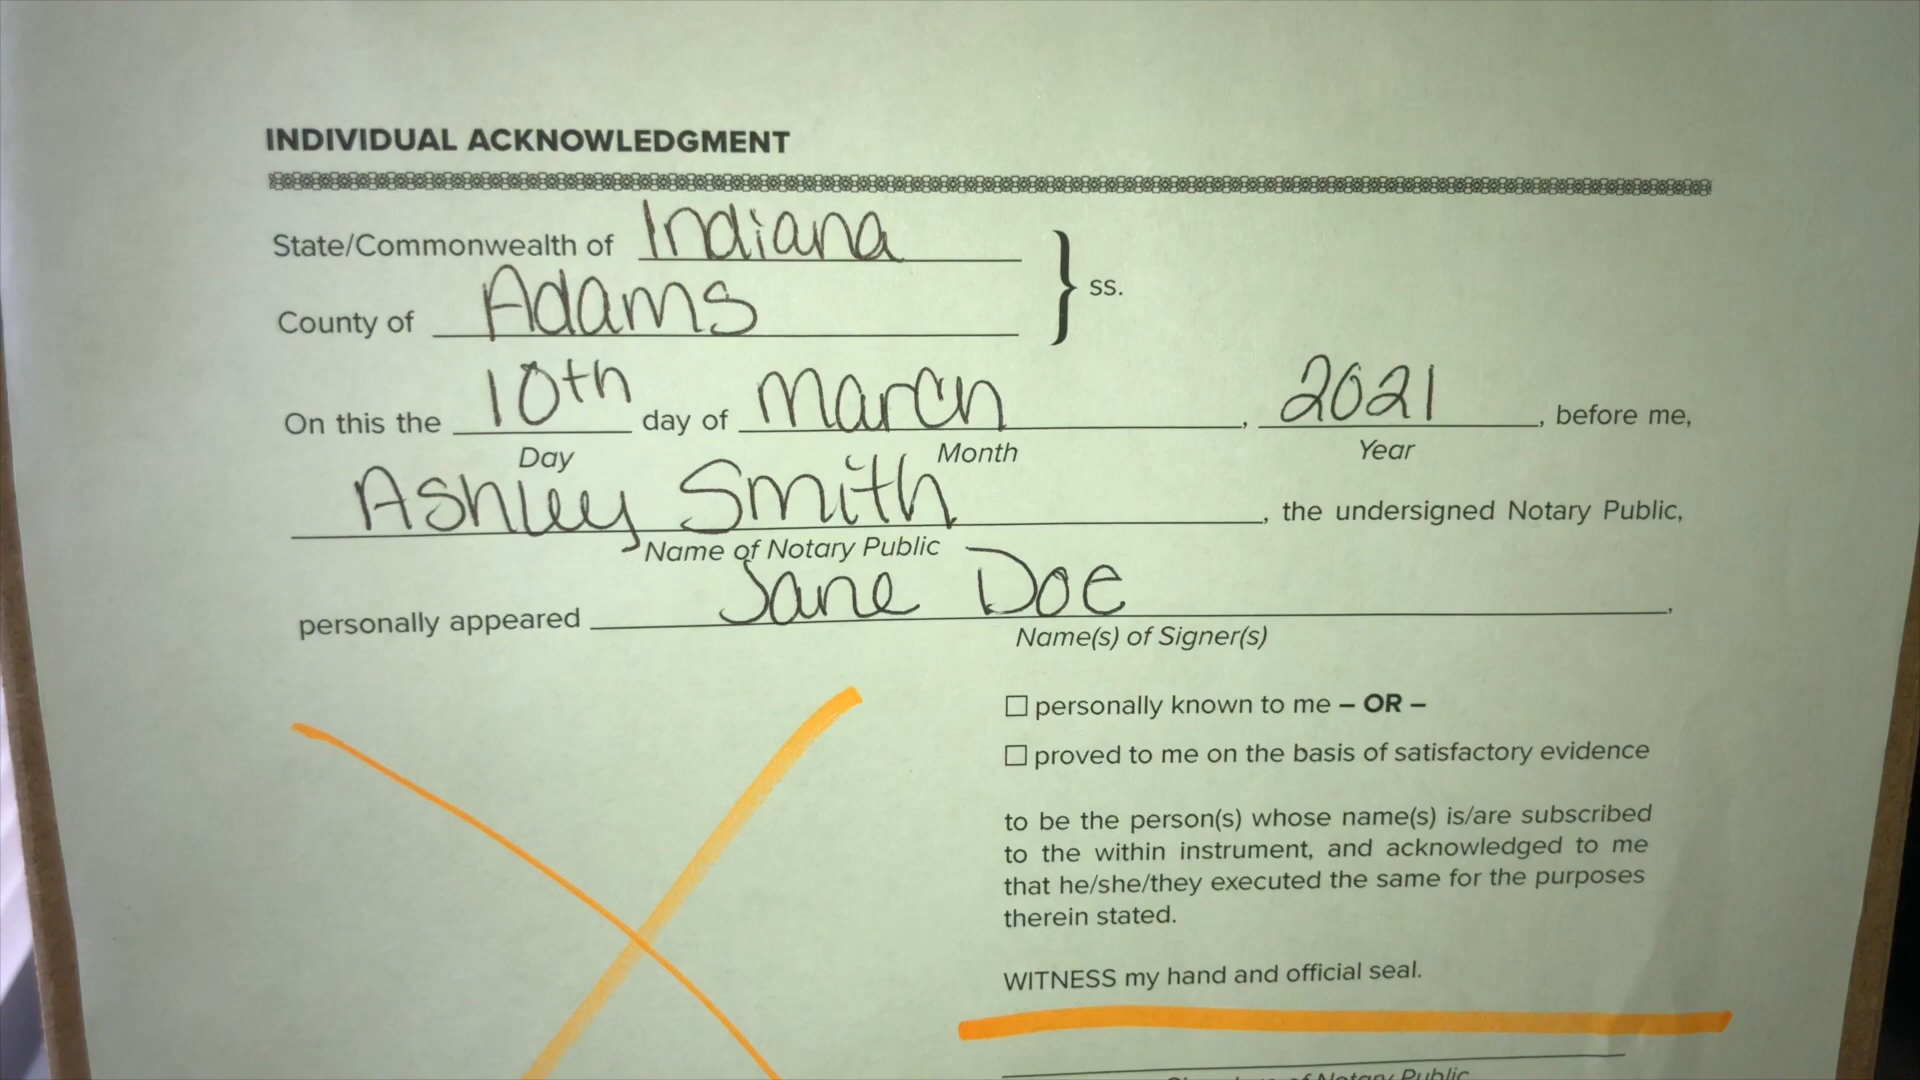 INDIVIDUAL ACKNOWLEDGMENT
State/Commonwealth of Indiana
County of Adams } ss.
On this the 10th day of March, 2021, before me,
Day Month Year
Ashley Smith, the undersigned Notary Public,
Name of Notary Public
personally appeared Jane Doe,
Name(s) of Signer(s)
☐ personally known to me – OR –
☐ proved to me on the basis of satisfactory evidence
to be the person(s) whose name(s) is/are subscribed
to the within instrument, and acknowledged to me
that he/she/they executed the same for the purposes
therein stated.
WITNESS my hand and official seal.
of Notary Public